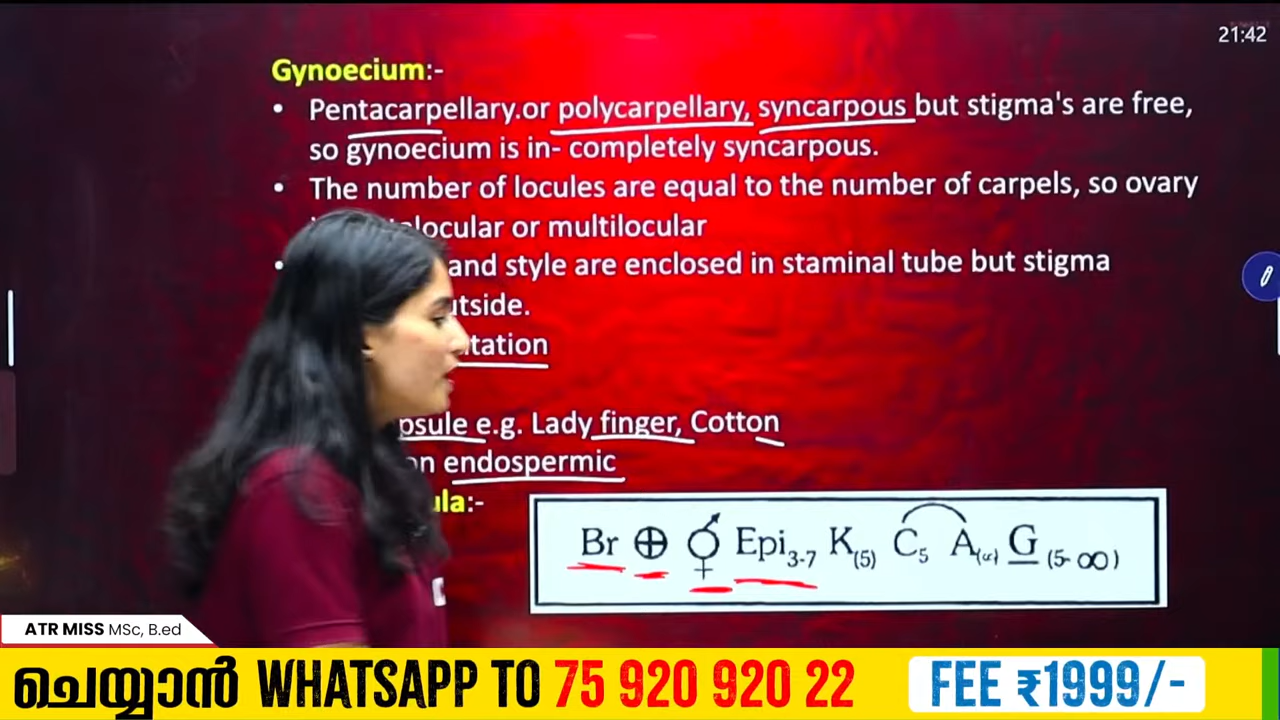 21:42
Gynoecium:-
• Pentacarpellary.or polycarpellary, syncarpous but stigma's are free,
so gynoecium is in- completely syncarpous.
• The number of locules are equal to the number of carpels, so ovary
locular or multilocular
• and style are enclosed in staminal tube but stigma
utside.
tation
psule e.g. Lady finger, Cotton
on endospermic
ula:-
Br ⊕ ⚥ Epi3-7 K(5) C5 A(α) G (5-∞)
ATR MISS MSc, B.ed
ചെയ്യാൻ WHATSAPP TO 75 920 920 22 FEE ₹1999/-